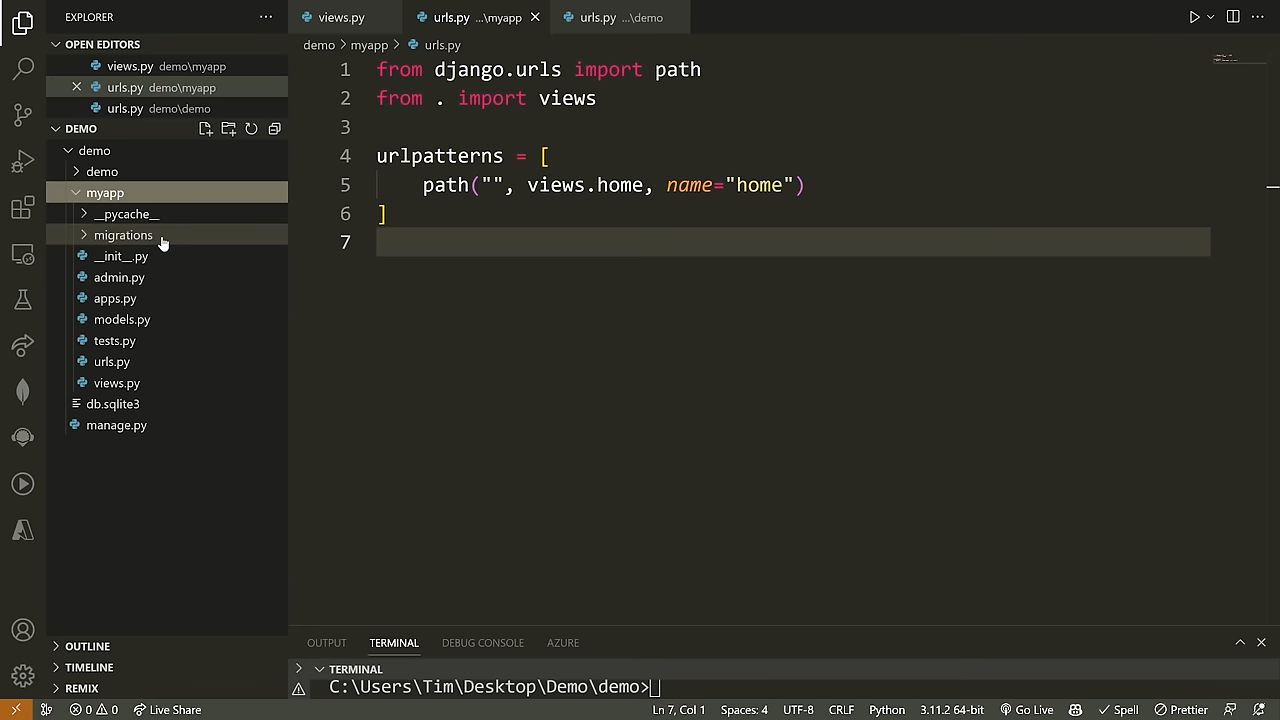 EXPLORER
OPEN EDITORS
views.py demo\myapp
urls.py demo\myapp
urls.py demo\demo
DEMO
demo
demo
myapp
__pycache__
migrations
__init__.py
admin.py
apps.py
models.py
tests.py
urls.py
views.py
db.sqlite3
manage.py
OUTLINE
TIMELINE
REMIX
views.py
urls.py ...\myapp
urls.py ...\demo
demo > myapp > urls.py
1 from django.urls import path
2 from . import views
3
4 urlpatterns = [
5 path("", views.home, name="home")
6 ]
7
OUTPUT TERMINAL DEBUG CONSOLE AZURE
TERMINAL
C:\Users\Tim\Desktop\Demo\demo>
0 0 Live Share Ln 7, Col 1 Spaces: 4 UTF-8 CRLF Python 3.11.2 64-bit Go Live Spell Prettier